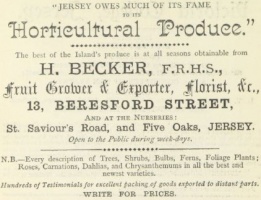 "JERSEY OWES MUCH OF ITS FAME
TO ITS
Horticultural Produce."
The best of the Island's produce is at all seasons obtainable from
H. BECKER, F.R.H.S.,
Fruit Grower & Exporter, Florist, &c.,
13, BERESFORD STREET,
AND AT THE NURSERIES:
St. Saviour's Road, and Five Oaks, JERSEY.
Open to the Public during week-days.
N.B.—Every description of Trees, Shrubs, Bulbs, Ferns, Foliage Plants;
Roses, Carnations, Dahlias, and Chrysanthemums in all the best and
newest varieties.
Hundreds of Testimonials for excellent packing of goods exported to distant parts.
WRITE FOR PRICES.